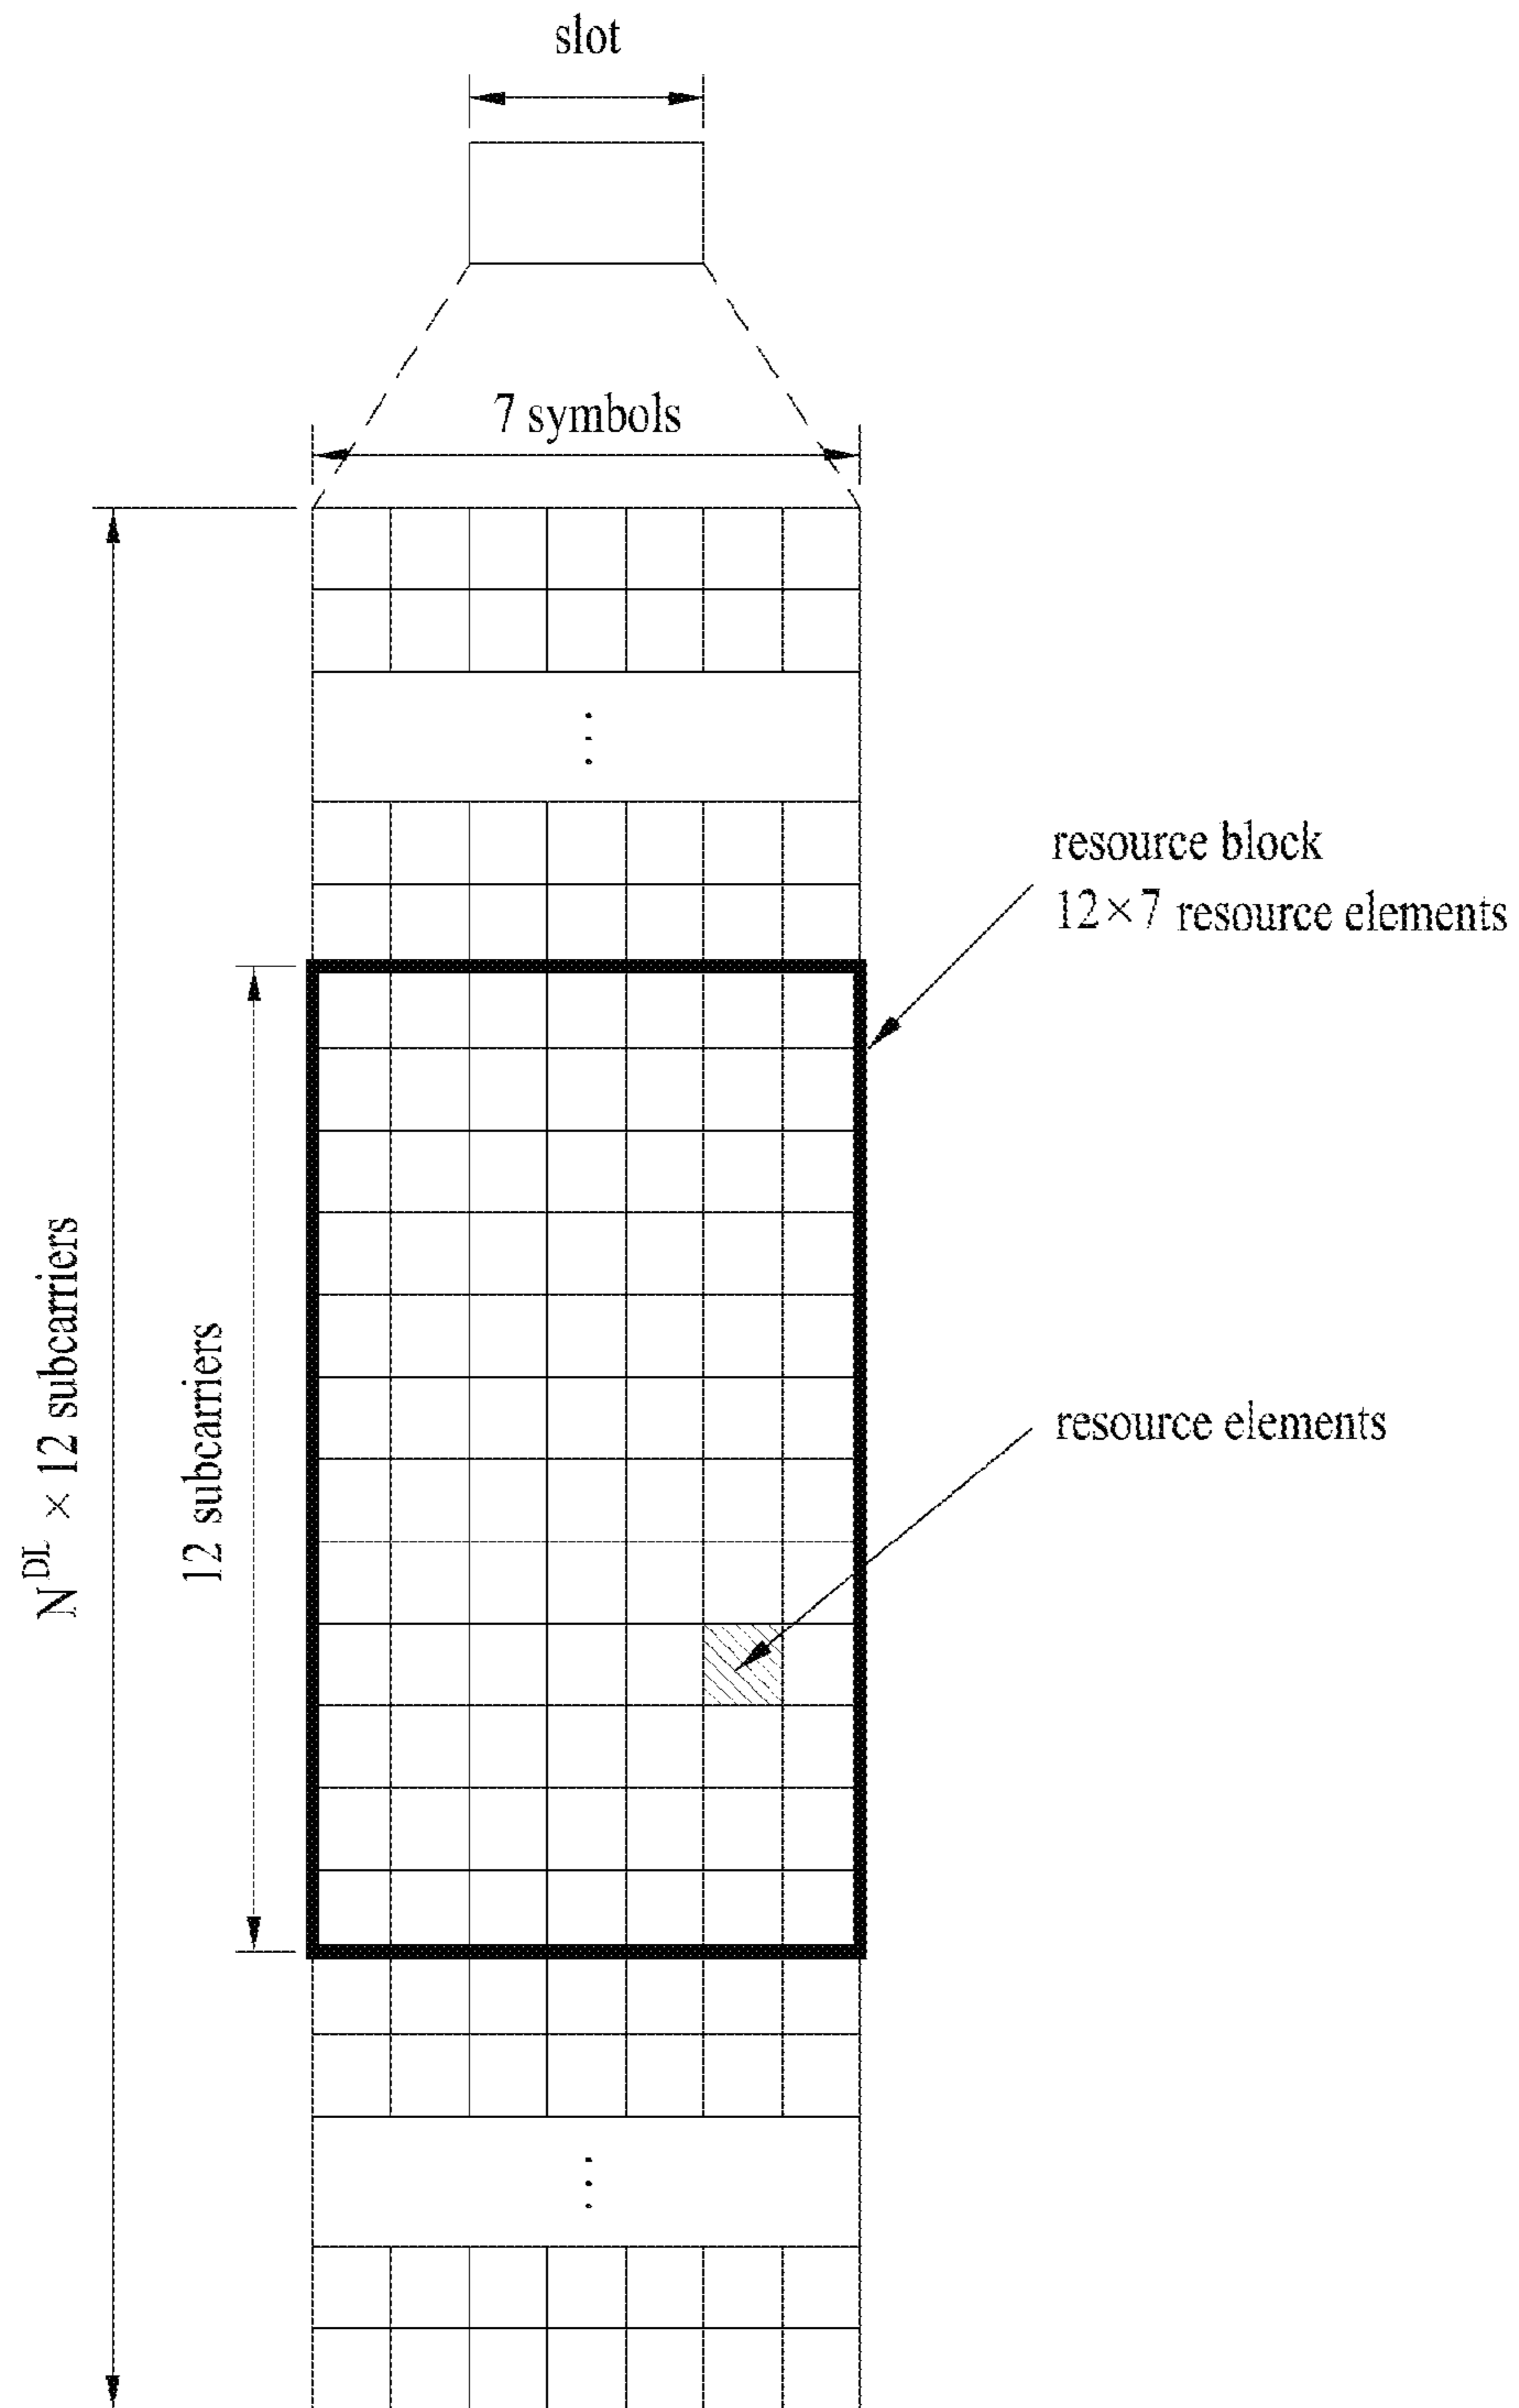 slot
7 symbols
resource block
12×7 resource elements
resource elements
12 subcarriers
N^DL × 12 subcarriers